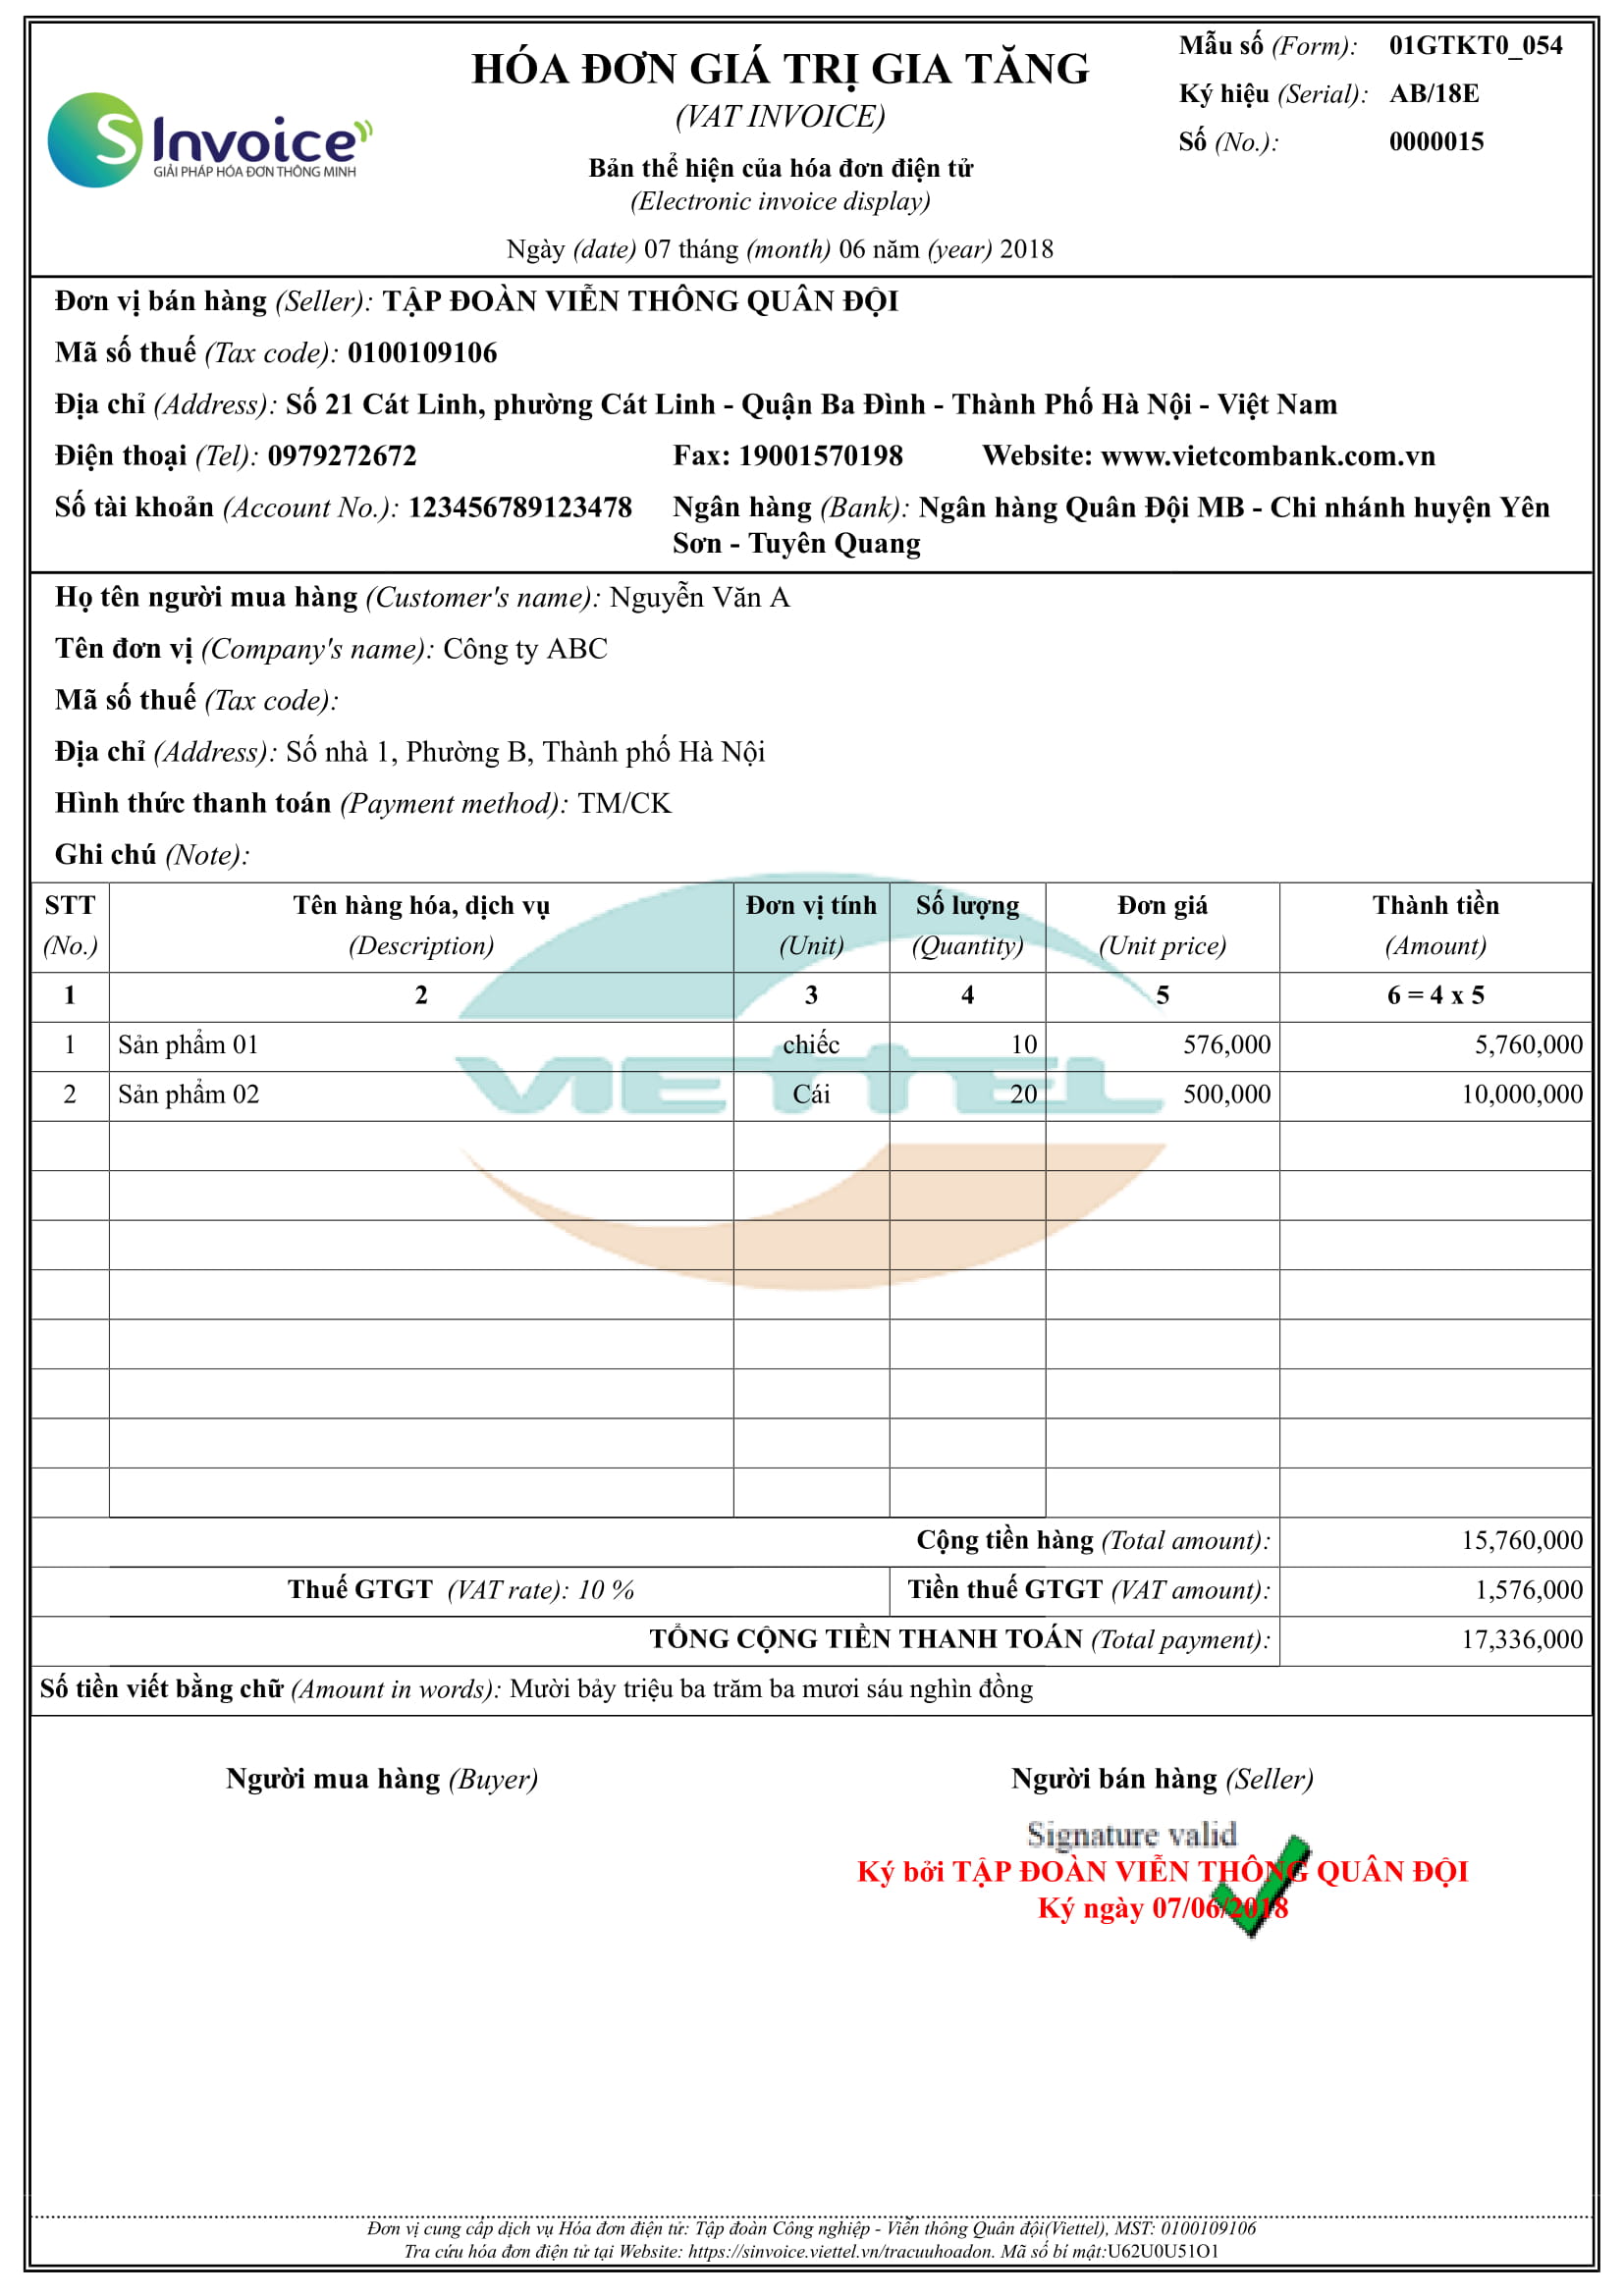 HÓA ĐƠN GIÁ TRỊ GIA TĂNG
(VAT INVOICE)
Bản thể hiện của hóa đơn điện tử
(Electronic invoice display)
Ngày (date) 07 tháng (month) 06 năm (year) 2018
Mẫu số (Form): 01GTKT0_054
Ký hiệu (Serial): AB/18E
Số (No.): 0000015
S Invoice
GIẢI PHÁP HÓA ĐƠN THÔNG MINH
Đơn vị bán hàng (Seller): TẬP ĐOÀN VIỄN THÔNG QUÂN ĐỘI
Mã số thuế (Tax code): 0100109106
Địa chỉ (Address): Số 21 Cát Linh, phường Cát Linh - Quận Ba Đình - Thành Phố Hà Nội - Việt Nam
Điện thoại (Tel): 0979272672 Fax: 19001570198 Website: www.vietcombank.com.vn
Số tài khoản (Account No.): 123456789123478 Ngân hàng (Bank): Ngân hàng Quân Đội MB - Chi nhánh huyện Yên
Sơn - Tuyên Quang
Họ tên người mua hàng (Customer's name): Nguyễn Văn A
Tên đơn vị (Company's name): Công ty ABC
Mã số thuế (Tax code):
Địa chỉ (Address): Số nhà 1, Phường B, Thành phố Hà Nội
Hình thức thanh toán (Payment method): TM/CK
Ghi chú (Note):
STT Tên hàng hóa, dịch vụ Đơn vị tính Số lượng Đơn giá Thành tiền
(No.) (Description) (Unit) (Quantity) (Unit price) (Amount)
1 2 3 4 5 6 = 4 x 5
1 Sản phẩm 01 chiếc 10 576,000 5,760,000
2 Sản phẩm 02 Cái 20 500,000 10,000,000
VIETTEL
Cộng tiền hàng (Total amount): 15,760,000
Thuế GTGT (VAT rate): 10 % Tiền thuế GTGT (VAT amount): 1,576,000
TỔNG CỘNG TIỀN THANH TOÁN (Total payment): 17,336,000
Số tiền viết bằng chữ (Amount in words): Mười bảy triệu ba trăm ba mươi sáu nghìn đồng
Người mua hàng (Buyer) Người bán hàng (Seller)
Signature valid
Ký bởi TẬP ĐOÀN VIỄN THÔNG QUÂN ĐỘI
Ký ngày 07/06/2018
Đơn vị cung cấp dịch vụ Hóa đơn điện tử: Tập đoàn Công nghiệp - Viễn thông Quân đội(Viettel), MST: 0100109106
Tra cứu hóa đơn điện tử tại Website: https://sinvoice.viettel.vn/tracuuhoadon. Mã số bí mật:U62U0U51O1